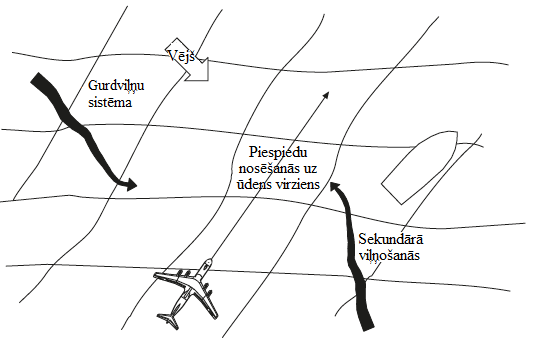 Vējš
Gurdviļņu
sistēma
Piespiedu
nosēšanās uz
ūdens virziens
Sekundārā
viļņošanās